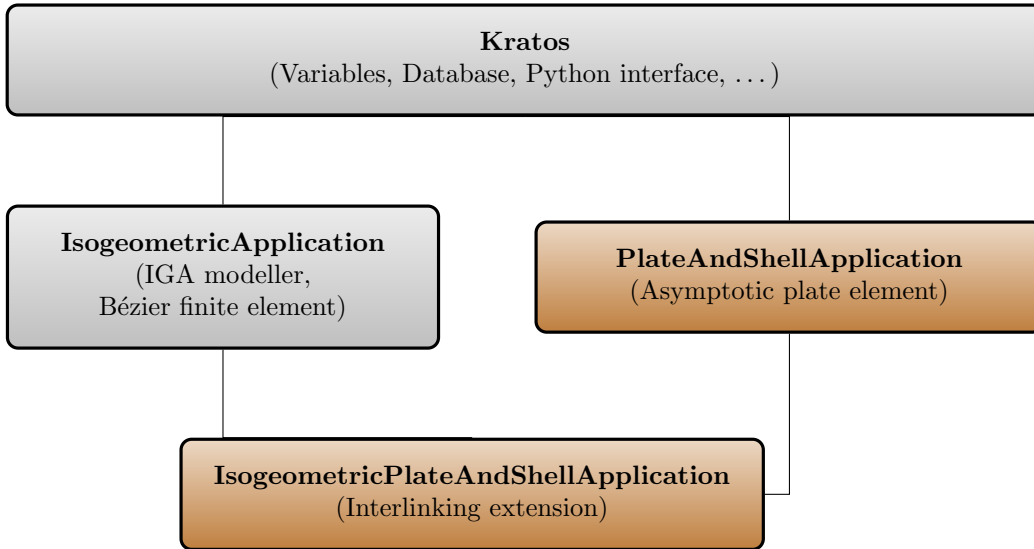 Kratos
(Variables, Database, Python interface, . . . )
IsogeometricApplication
(IGA modeller,
Bézier finite element)
PlateAndShellApplication
(Asymptotic plate element)
IsogeometricPlateAndShellApplication
(Interlinking extension)